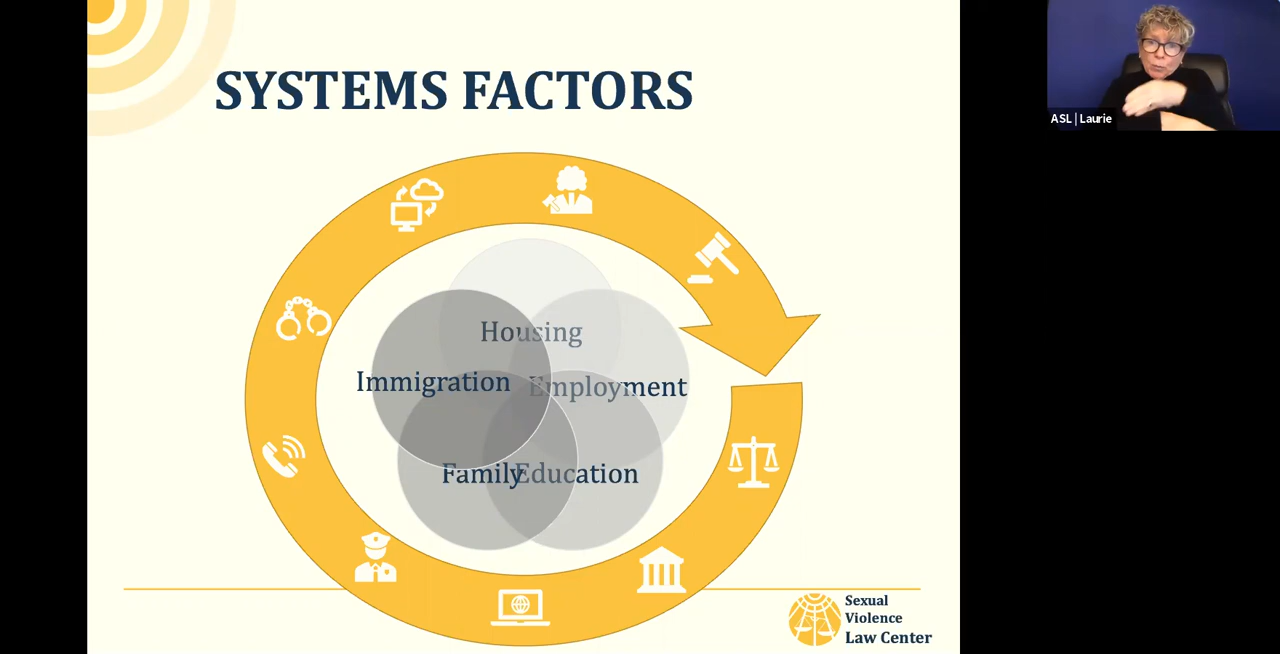 SYSTEMS FACTORS
ASL | Laurie
Housing
Immigration
Employment
Family
Education
Sexual
Violence
Law Center